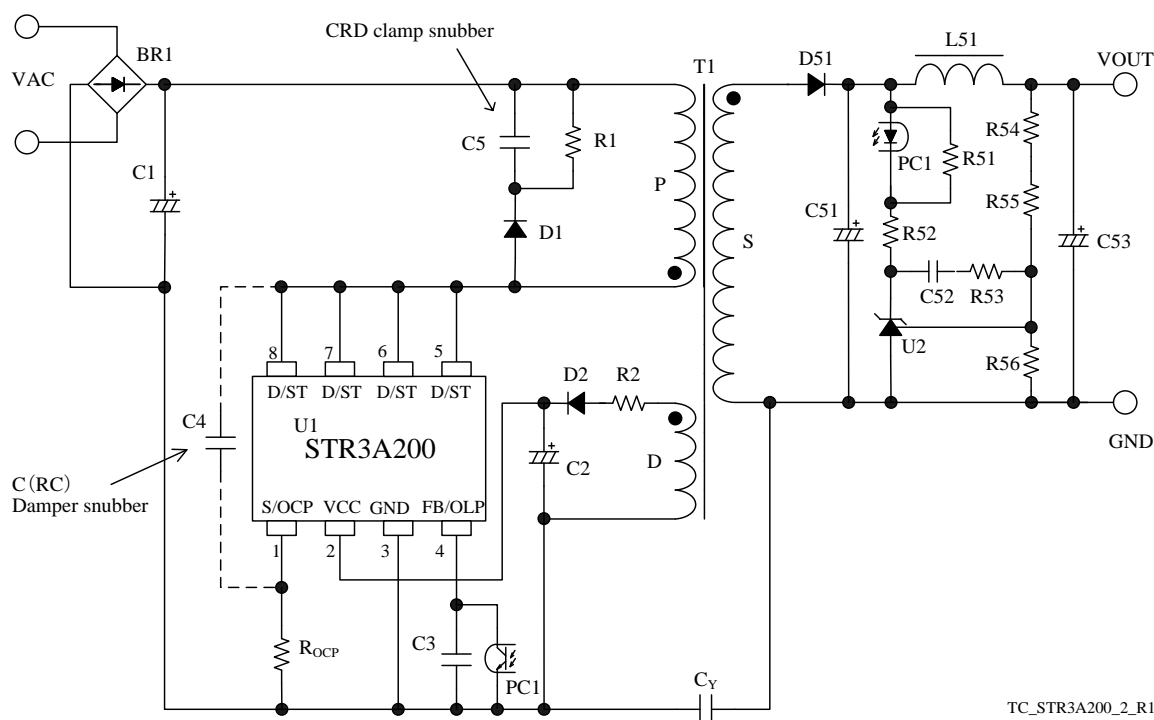 CRD clamp snubber
L51
BR1
T1
D51
VOUT
VAC
C5
R1
R54
PC1
R51
C1
P
R55
C51
S
R52
C53
D1
C52
R53
U2
R56
8
7
6
5
D/ST
D/ST
D/ST
D/ST
D2
R2
C4
U1
STR3A200
C2
D
GND
C(RC)
Damper snubber
S/OCP
VCC
GND
FB/OLP
1
2
3
4
ROCP
C3
PC1
CY
TC_STR3A200_2_R1